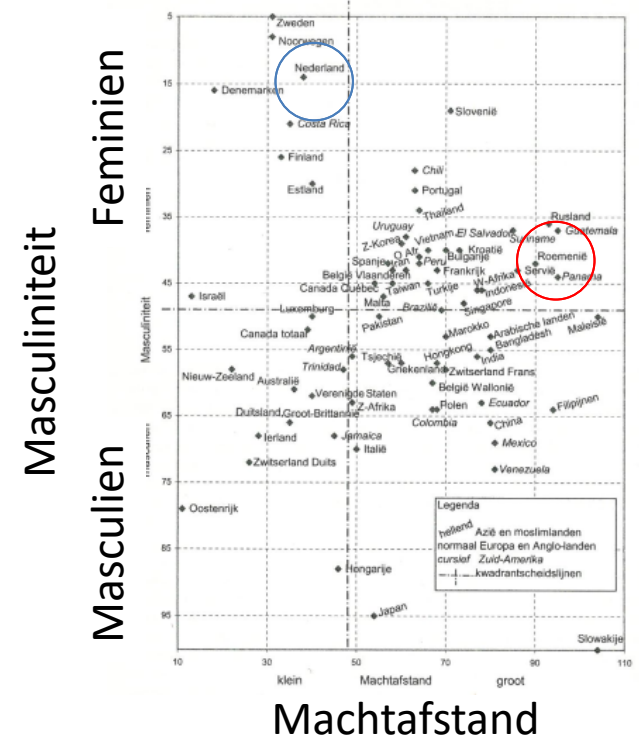 Masculiniteit
Feminien
Masculien
Masculiniteit
5
15
25
35
45
55
65
75
85
95
Zweden
Noorwegen
Nederland
Denemarken
Costa Rica
Slovenië
Finland
Chili
Estland
Portugal
Thailand
Rusland
Uruguay
Guatemala
Z-Korea
Vietnam
El Salvador
Suriname
O Afr.
Kroatië
Spanje
Iran
Peru
Bulgarije
Roemenië
België Vlaanderen
Frankrijk
Servië
Panama
Canada Québec
Taiwan
Turkije
W-Afrika
Indonesië
Israël
Malta
Singapore
Luxemburg
Brazilië
Pakistan
Maleisië
Canada totaal
Marokko
Arabische landen
Bangladesh
Argentinië
Tsjechië
Hongkong
India
Trinidad
Griekenland
Zwitserland Frans
Nieuw-Zeeland
Australië
België Wallonië
Verenigde Staten
Z-Afrika
Polen
Ecuador
Filipijnen
Duitsland,Groot-Brittannië
Colombia
China
Ierland
Jamaica
Mexico
Italië
Zwitserland Duits
Venezuela
Oostenrijk
Hongarije
Japan
Slowakije
Legenda
hellend Azië en moslimlanden
normaal Europa en Anglo-landen
cursief Zuid-Amerika
kwadrantscheidslijnen
10 30 50 70 90 110
klein Machtafstand groot
Machtafstand